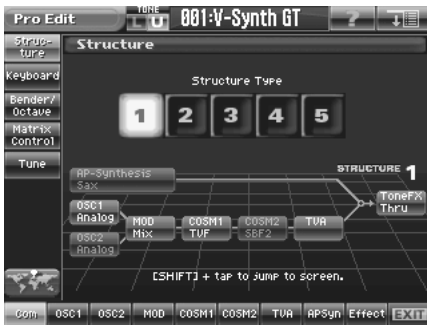 Pro Edit
TONE
L U
001:V-Synth GT
?
Struc-
ture
Structure
Keyboard
Bender/
Octave
Matrix
Control
Tune
Structure Type
1 2 3 4 5
STRUCTURE 1
AP-Synthesis
Sax
OSC1
Analog
OSC2
Analog
MOD
Mix
COSM1
TVF
COSM2
SBF2
TVA
ToneFX
Thru
[SHIFT] + tap to jump to screen.
Com OSC1 OSC2 MOD COSM1 COSM2 TVA APSyn Effect EXIT